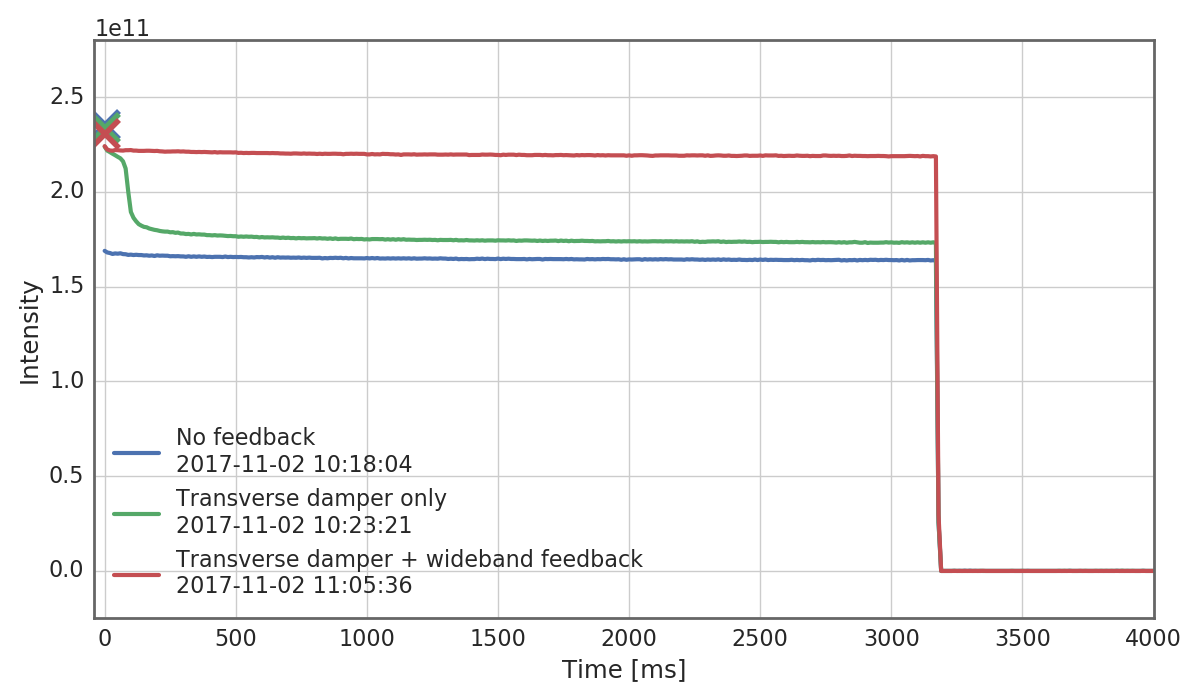 1e11
2.5
2.0
1.5
1.0
0.5
0.0
Intensity
No feedback
2017-11-02 10:18:04
Transverse damper only
2017-11-02 10:23:21
Transverse damper + wideband feedback
2017-11-02 11:05:36
0 500 1000 1500 2000 2500 3000 3500 4000
Time [ms]